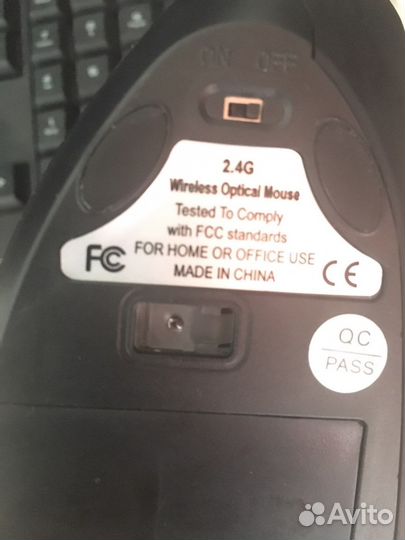 ON OFF
2.4G
Wireless Optical Mouse
Tested To Comply
with FCC standards
FOR HOME OR OFFICE USE
MADE IN CHINA
FC
CE
QC
PASS
Avito